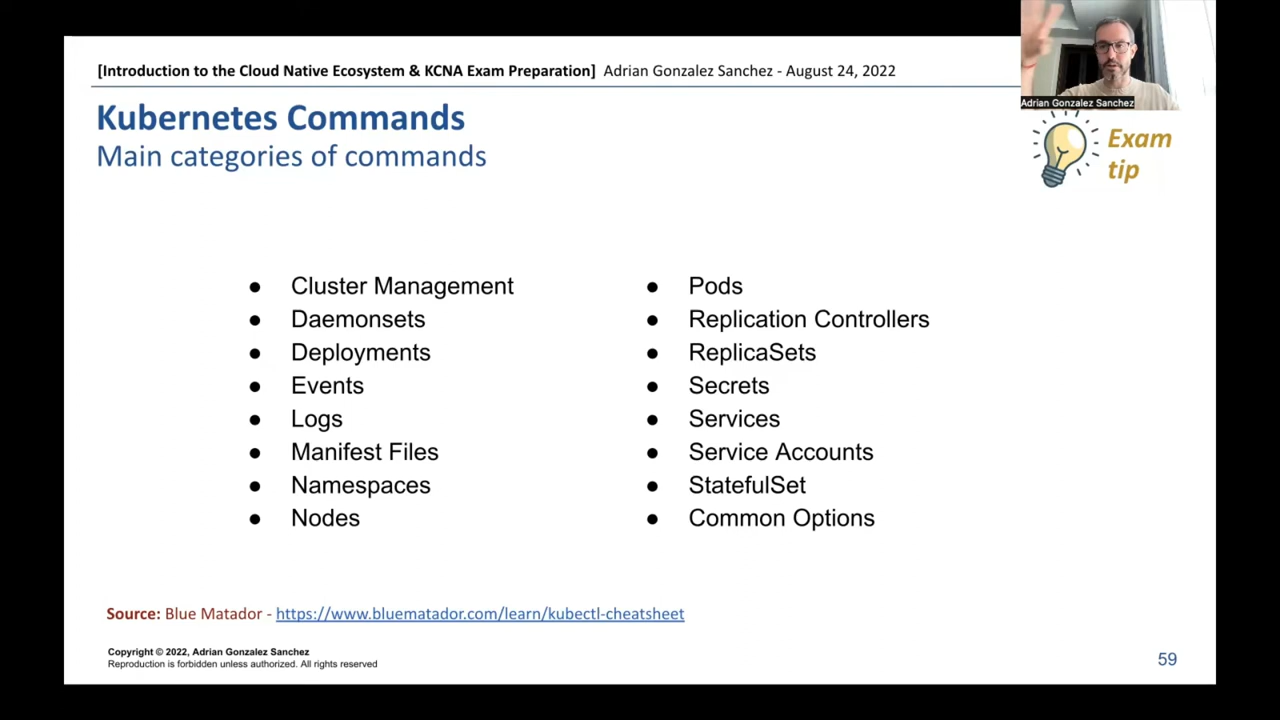 [Introduction to the Cloud Native Ecosystem & KCNA Exam Preparation] Adrian Gonzalez Sanchez - August 24, 2022
Adrian Gonzalez Sanchez
Kubernetes Commands
Main categories of commands
Exam
tip
● Cluster Management
● Daemonsets
● Deployments
● Events
● Logs
● Manifest Files
● Namespaces
● Nodes
● Pods
● Replication Controllers
● ReplicaSets
● Secrets
● Services
● Service Accounts
● StatefulSet
● Common Options
Source: Blue Matador - https://www.bluematador.com/learn/kubectl-cheatsheet
Copyright © 2022, Adrian Gonzalez Sanchez
Reproduction is forbidden unless authorized. All rights reserved
59